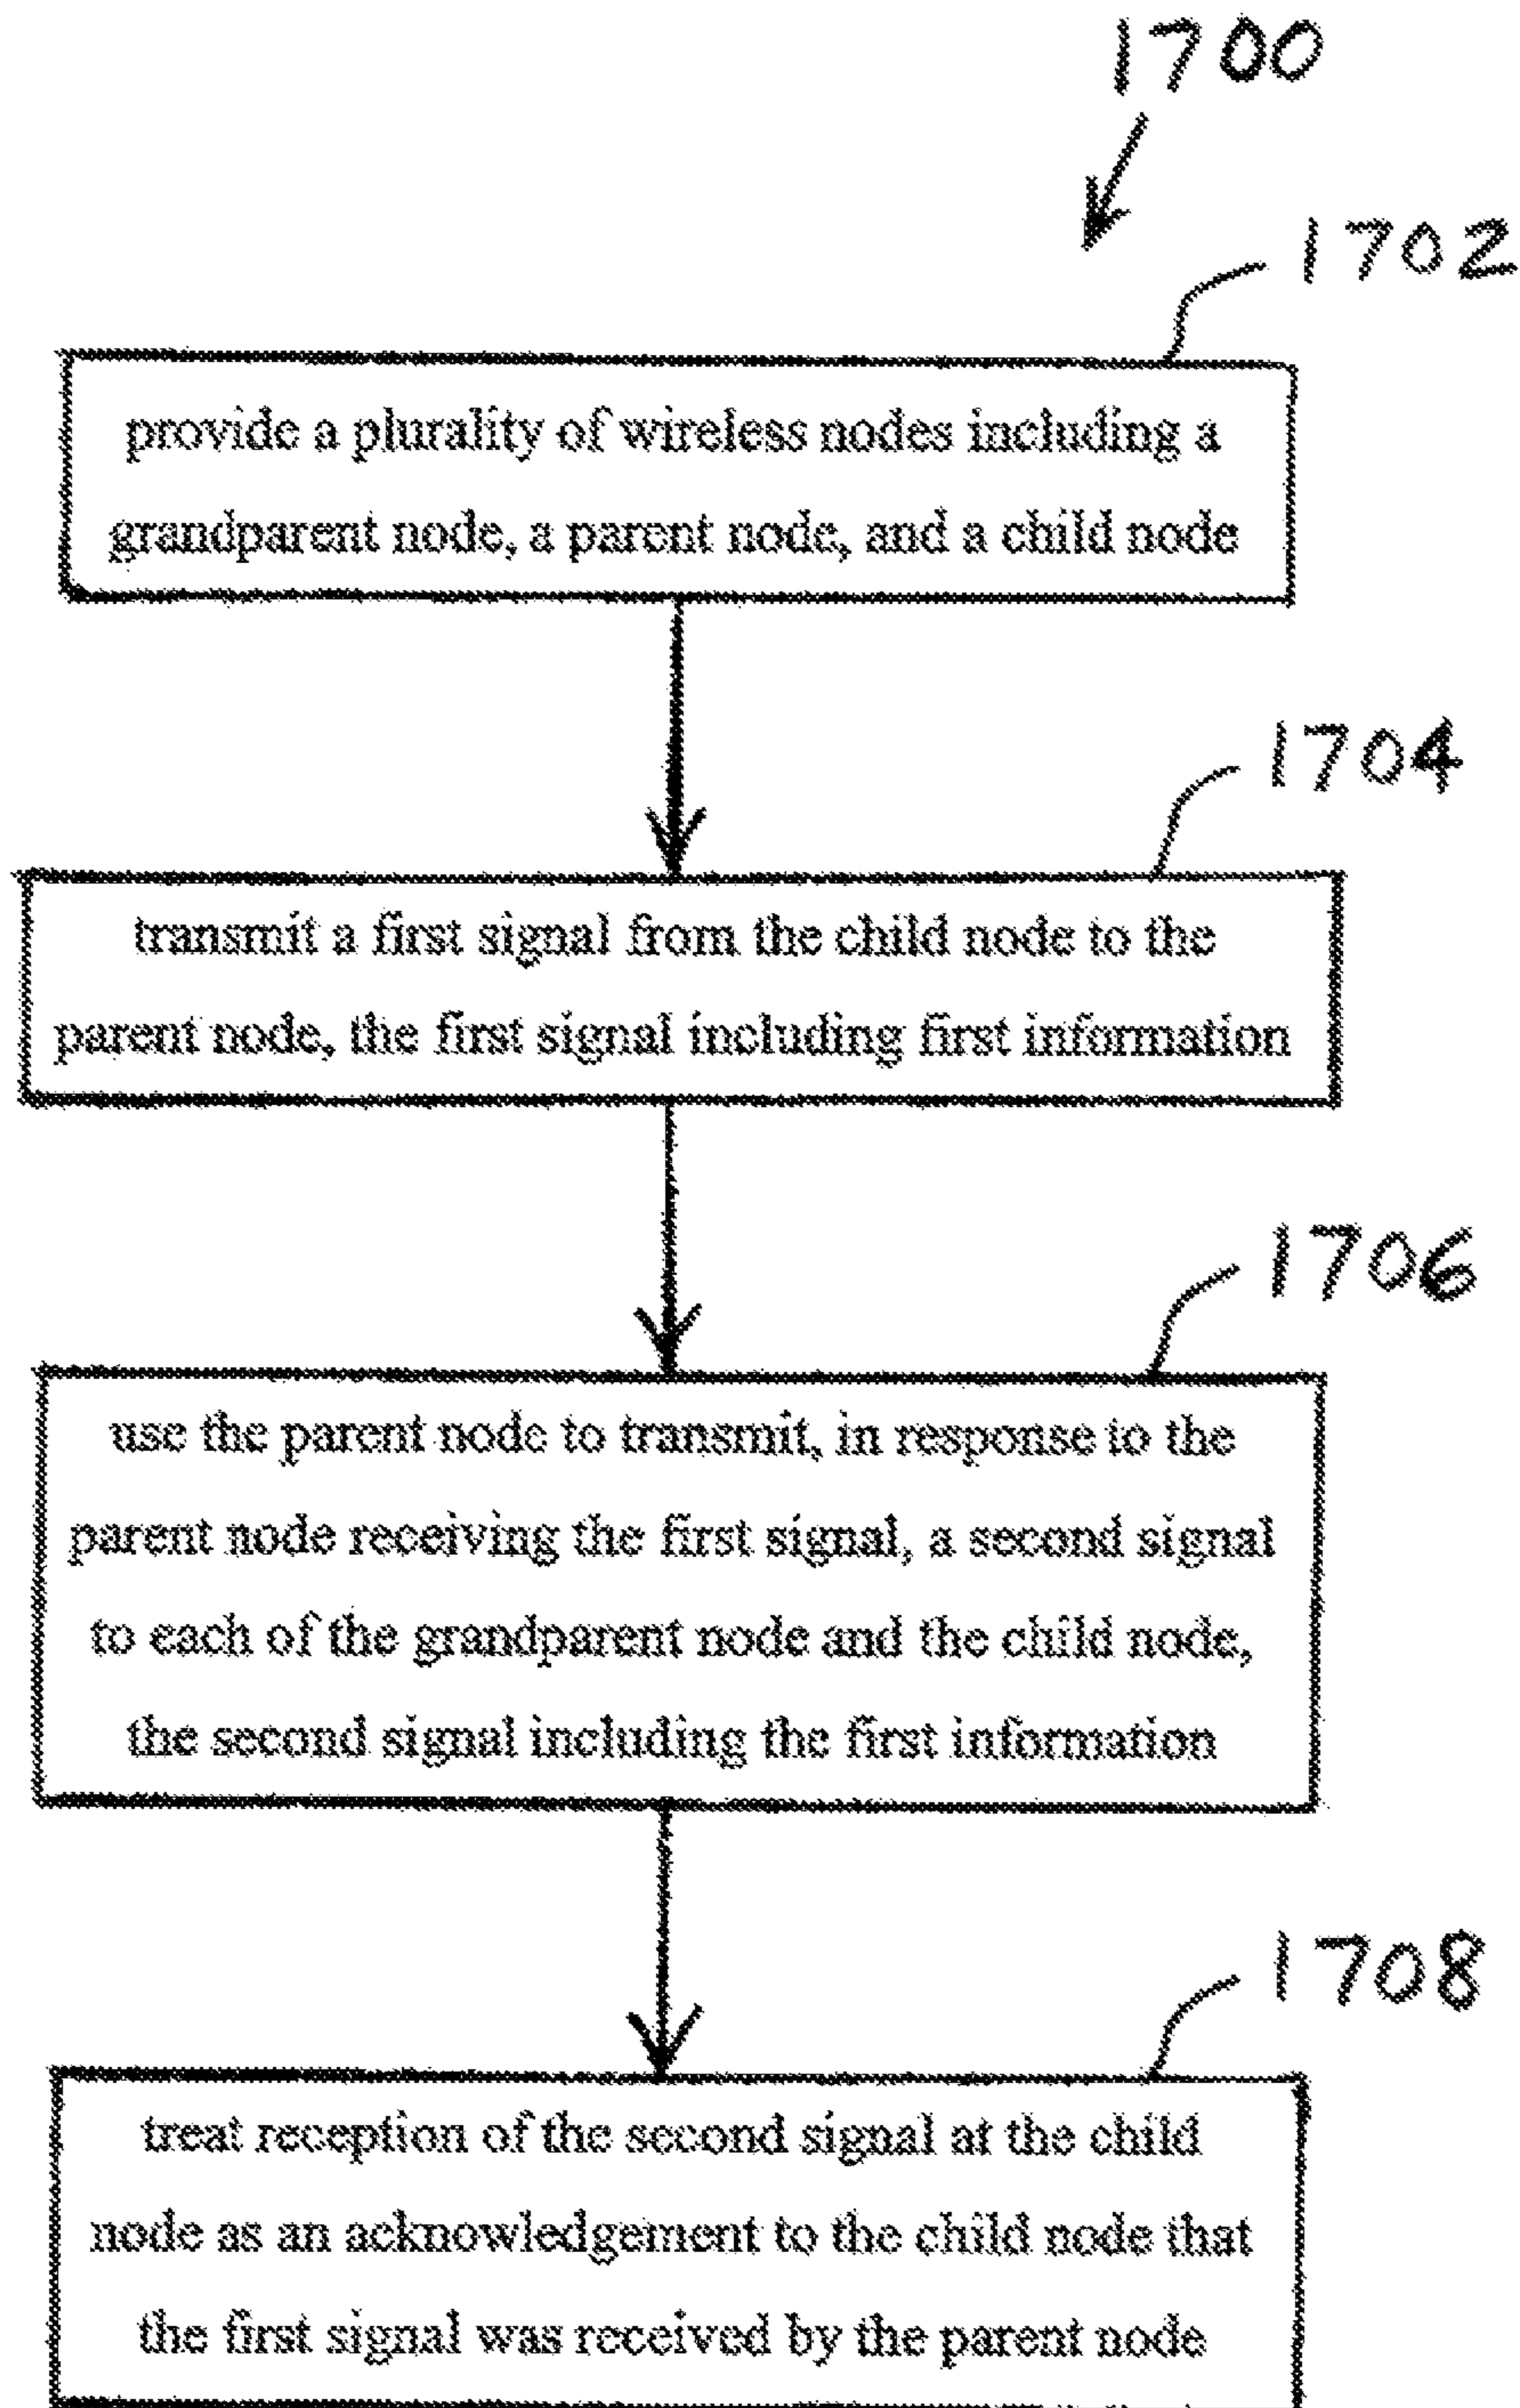 1700
1702
provide a plurality of wireless nodes including a
grandparent node, a parent node, and a child node
1704
transmit a first signal from the child node to the
parent node, the first signal including first information
1706
use the parent node to transmit, in response to the
parent node receiving the first signal, a second signal
to each of the grandparent node and the child node,
the second signal including the first information
1708
treat reception of the second signal at the child
node as an acknowledgement to the child node that
the first signal was received by the parent node